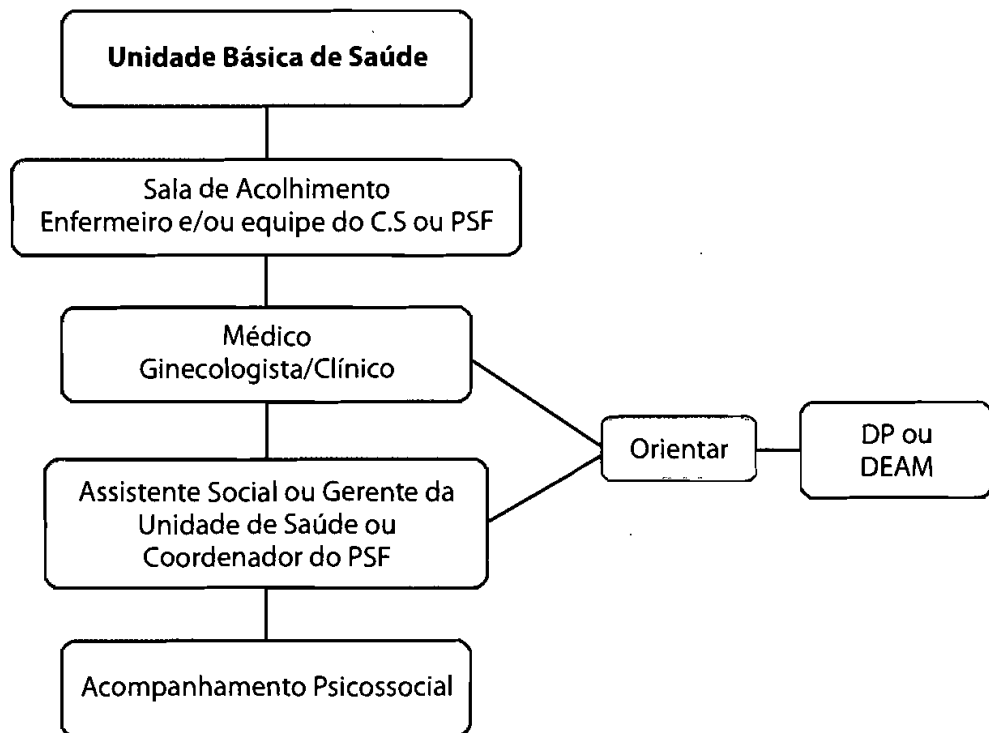 Unidade Básica de Saúde
Sala de Acolhimento
Enfermeiro e/ou equipe do C.S ou PSF
Médico
Ginecologista/Clínico
Orientar
DP ou
DEAM
Assistente Social ou Gerente da
Unidade de Saúde ou
Coordenador do PSF
Acompanhamento Psicossocial